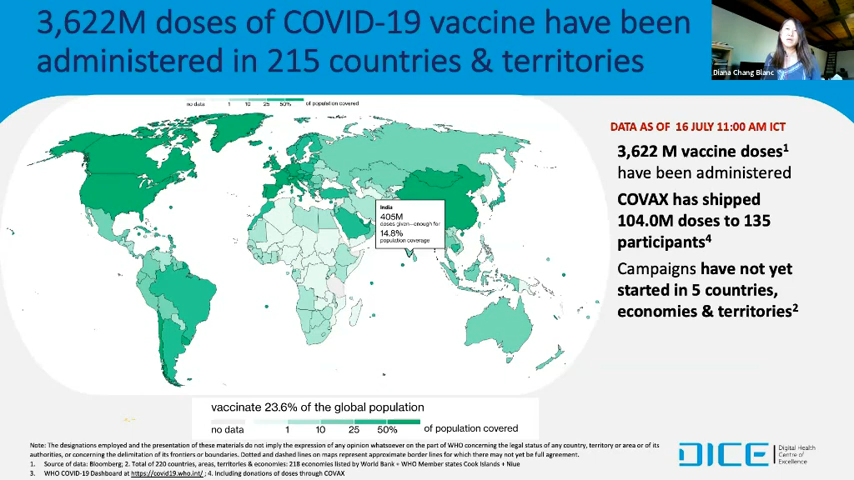 3,622M doses of COVID-19 vaccine have been
administered in 215 countries & territories
Diana Chang Blanc
no data 1 10 25 50% of population covered
DATA AS OF 16 JULY 11:00 AM ICT
3,622 M vaccine doses1
have been administered
COVAX has shipped
104.0M doses to 135
participants4
Campaigns have not yet
started in 5 countries,
economies & territories2
India
405M
doses given—enough for
14.8%
population coverage
vaccinate 23.6% of the global population
no data 1 10 25 50% of population covered
Note: The designations employed and the presentation of these materials do not imply the expression of any opinion whatsoever on the part of WHO concerning the legal status of any country, territory or area or of its
authorities, or concerning the delimitation of its frontiers or boundaries. Dotted and dashed lines on maps represent approximate border lines for which there may not yet be full agreement.
1. Source of data: Bloomberg; 2. Total of 220 countries, areas, territories & economies: 218 economies listed by World Bank + WHO Member states Cook Islands + Niue
3. WHO COVID-19 Dashboard at https://covid19.who.int/ ; 4. Including donations of doses through COVAX
DICE
Digital Health
Centre of
Excellence